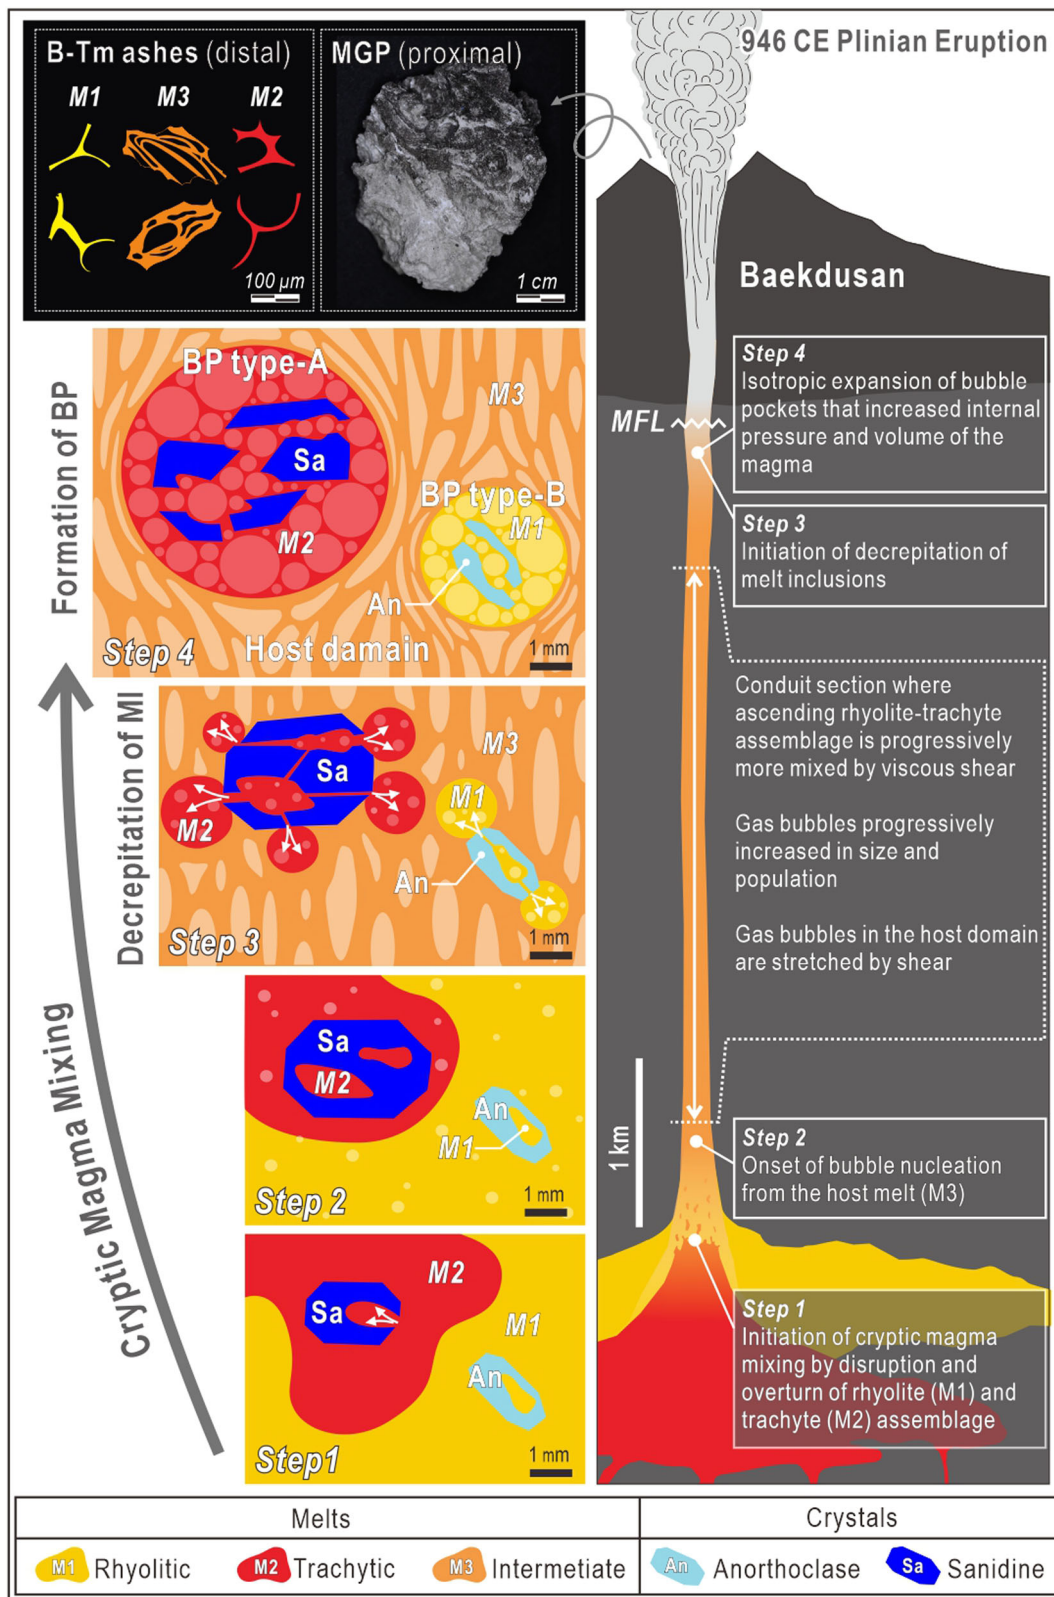 946 CE Plinian Eruption
B-Tm ashes (distal)
M1
M3
M2
100 µm
MGP (proximal)
1 cm
Baekdusan
MFL
Step 4
Isotropic expansion of bubble
pockets that increased internal
pressure and volume of the
magma
Step 3
Initiation of decrepitation of
melt inclusions
Conduit section where
ascending rhyolite-trachyte
assemblage is progressively
more mixed by viscous shear
Gas bubbles progressively
increased in size and
population
Gas bubbles in the host domain
are stretched by shear
1 km
Step 2
Onset of bubble nucleation
from the host melt (M3)
Step 1
Initiation of cryptic magma
mixing by disruption and
overturn of rhyolite (M1) and
trachyte (M2) assemblage
Formation of BP
BP type-A
M3
Sa
BP type-B
M1
M2
An
Host damain
Step 4
1 mm
Decrepitation of MI
M3
Sa
M1
M2
An
Step 3
1 mm
Cryptic Magma Mixing
Sa
M2
An
M1
Step 2
1 mm
M2
Sa
M1
An
Step1
1 mm
Melts
Crystals
M1 Rhyolitic
M2 Trachytic
M3 Intermetiate
An Anorthoclase
Sa Sanidine